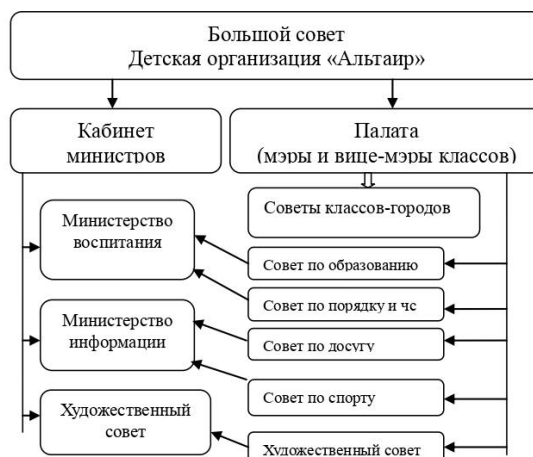 Большой совет
Детская организация «Альтаир»
Кабинет
министров
Палата
(мэры и вице-мэры классов)
Советы классов-городов
Министерство
воспитания
Совет по образованию
Совет по порядку и чс
Министерство
информации
Совет по досугу
Совет по спорту
Художественный
совет
Художественный совет